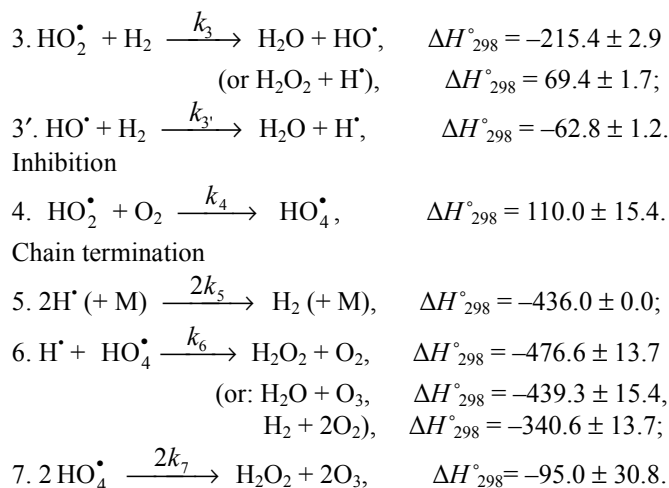 3. HO₂• + H₂ —k₃→ H₂O + HO•, ΔH°₂₉₈ = –215.4 ± 2.9
(or H₂O₂ + H•), ΔH°₂₉₈ = 69.4 ± 1.7;
3′. HO• + H₂ —k₃′→ H₂O + H•, ΔH°₂₉₈ = –62.8 ± 1.2.
Inhibition
4. HO₂• + O₂ —k₄→ HO₄•, ΔH°₂₉₈ = 110.0 ± 15.4.
Chain termination
5. 2H• (+ M) —2k₅→ H₂ (+ M), ΔH°₂₉₈ = –436.0 ± 0.0;
6. H• + HO₄• —k₆→ H₂O₂ + O₂, ΔH°₂₉₈ = –476.6 ± 13.7
(or: H₂O + O₃, ΔH°₂₉₈ = –439.3 ± 15.4,
H₂ + 2O₂), ΔH°₂₉₈ = –340.6 ± 13.7;
7. 2 HO₄• —2k₇→ H₂O₂ + 2O₃, ΔH°₂₉₈= –95.0 ± 30.8.